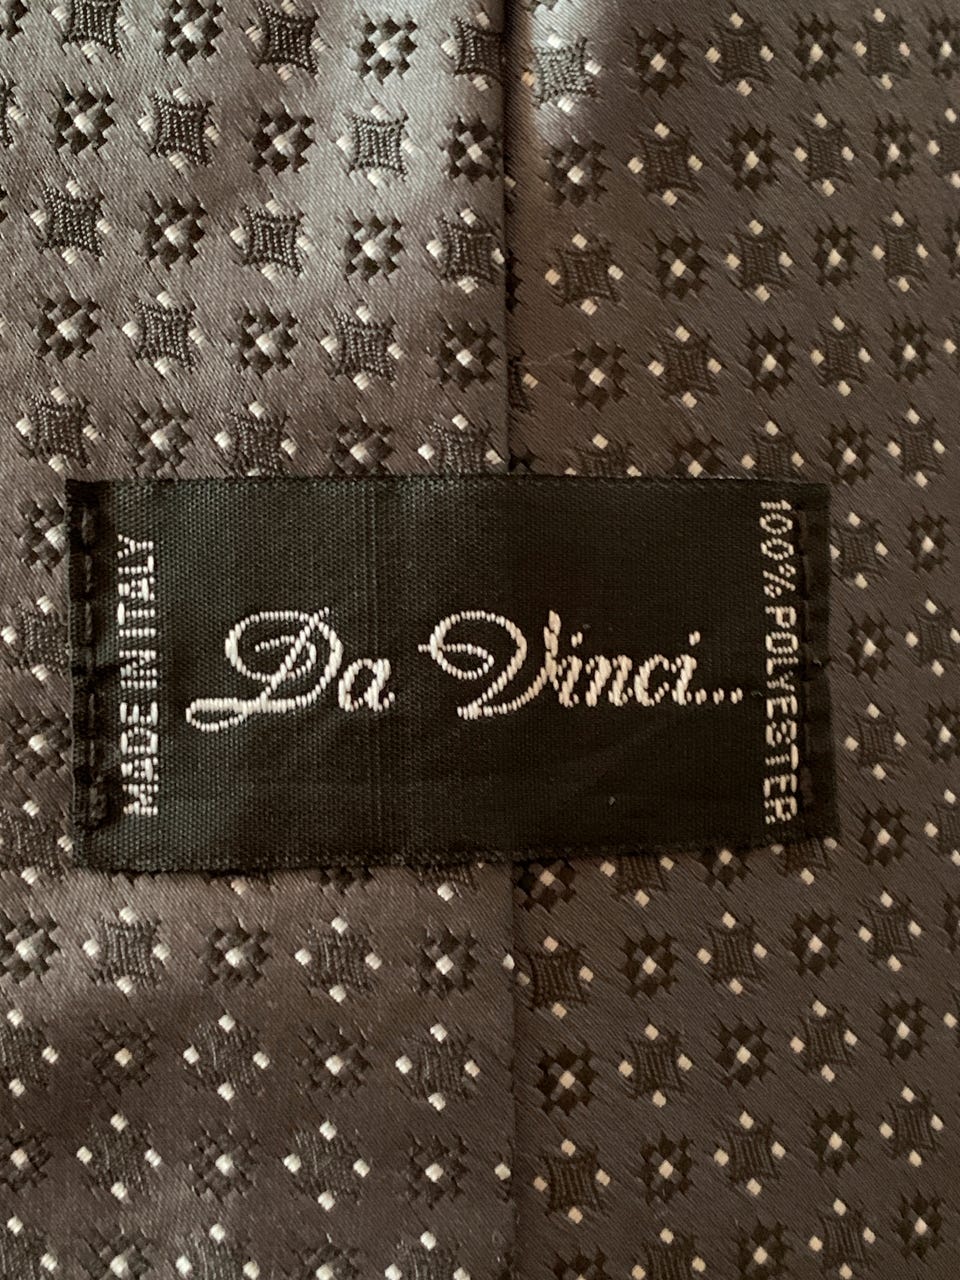 MADE IN ITALY
Da Vinci...
100% POLYESTER